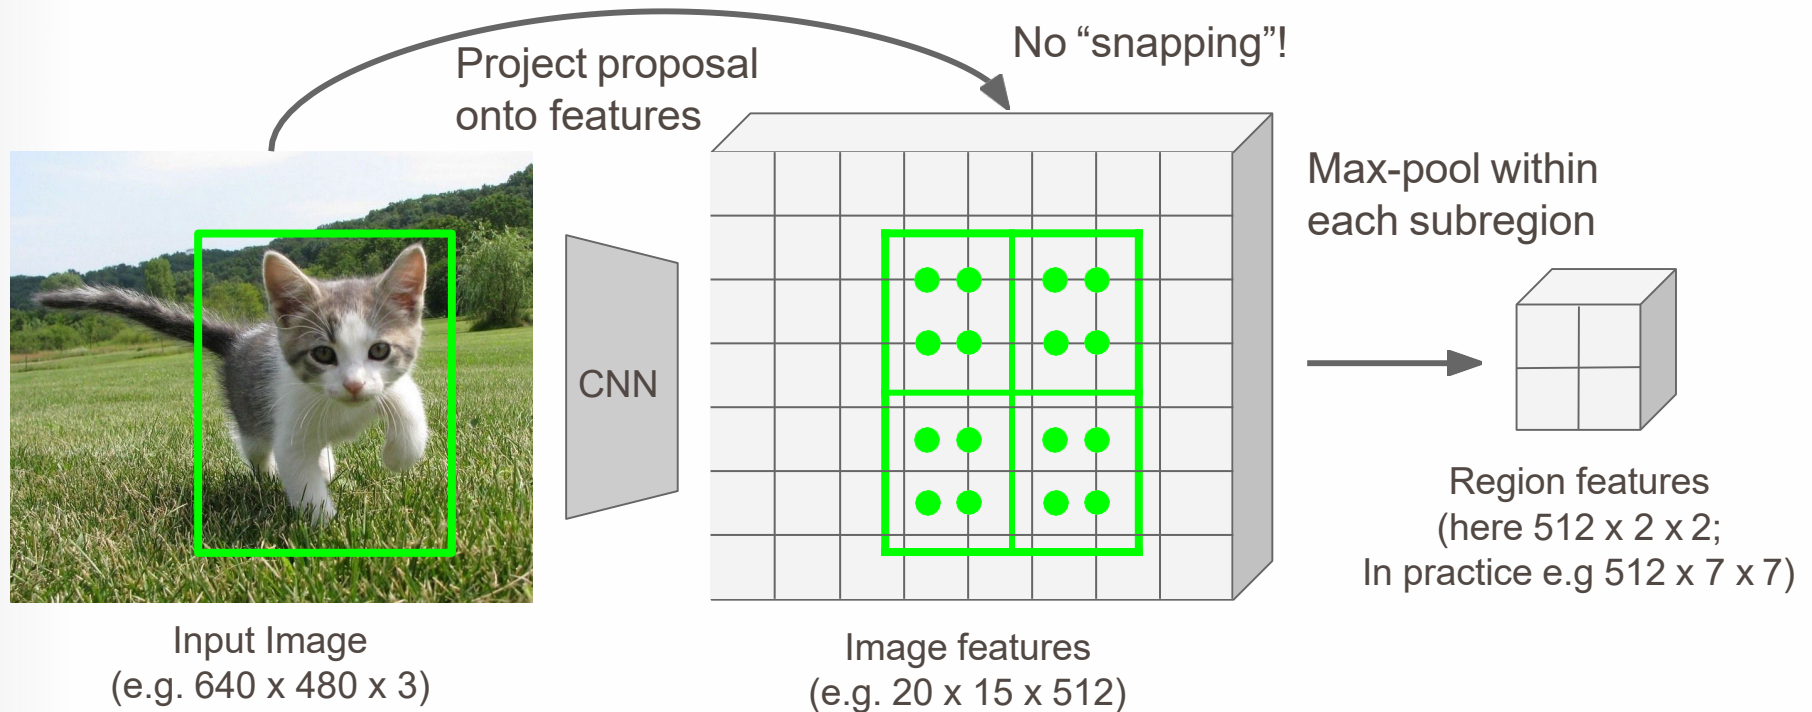 Project proposal
onto features
No “snapping”!
CNN
Max-pool within
each subregion
Input Image
(e.g. 640 x 480 x 3)
Image features
(e.g. 20 x 15 x 512)
Region features
(here 512 x 2 x 2;
In practice e.g 512 x 7 x 7)